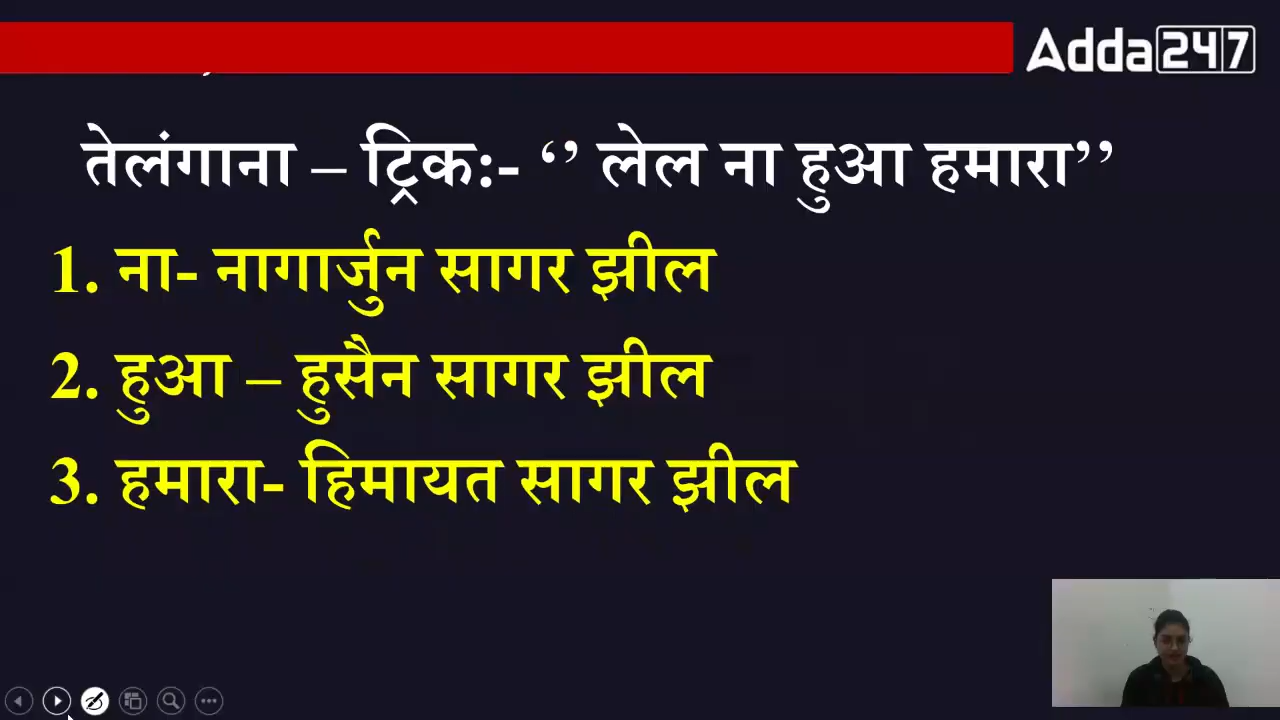 Adda247
तेलंगाना – ट्रिक:- ‘’ लेल ना हुआ हमारा’’
1. ना- नागार्जुन सागर झील
2. हुआ – हुसैन सागर झील
3. हमारा- हिमायत सागर झील